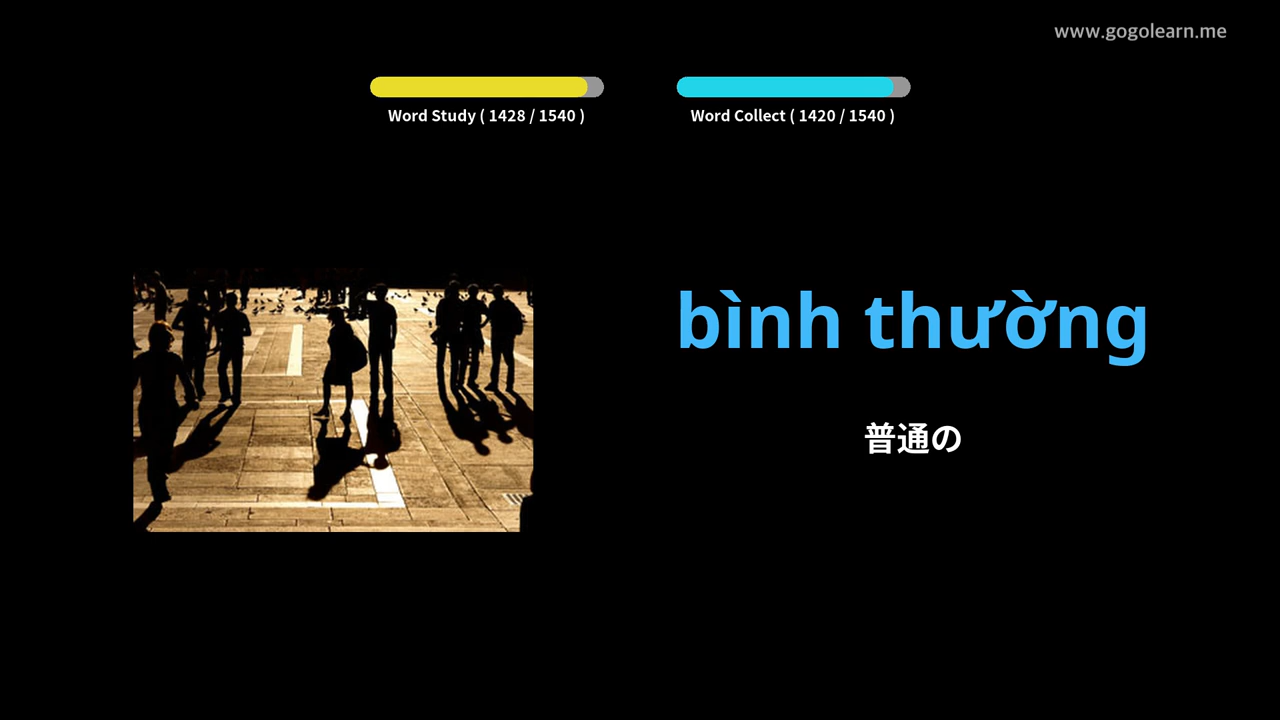 www.gogolearn.me
Word Study ( 1428 / 1540 )
Word Collect ( 1420 / 1540 )
bình thường
普通の